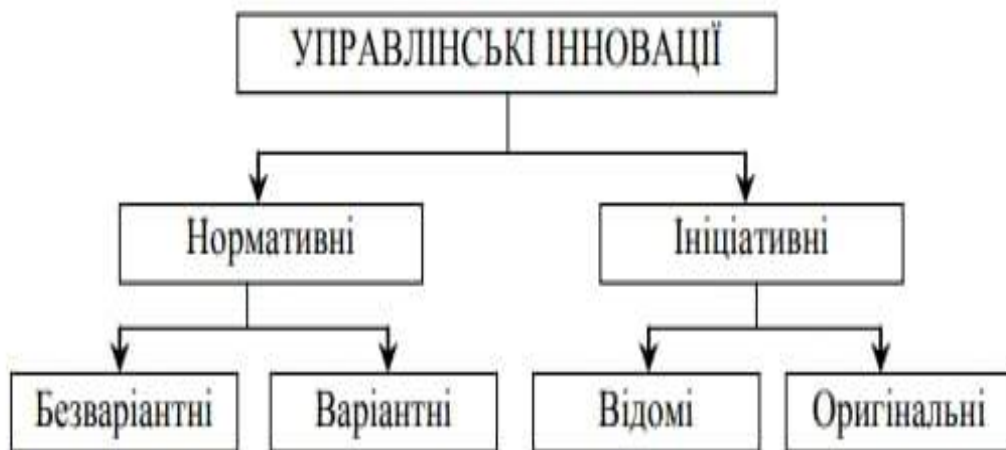 УПРАВЛІНСЬКІ ІННОВАЦІЇ
Нормативні
Ініціативні
Безваріантні
Варіантні
Відомі
Оригінальні